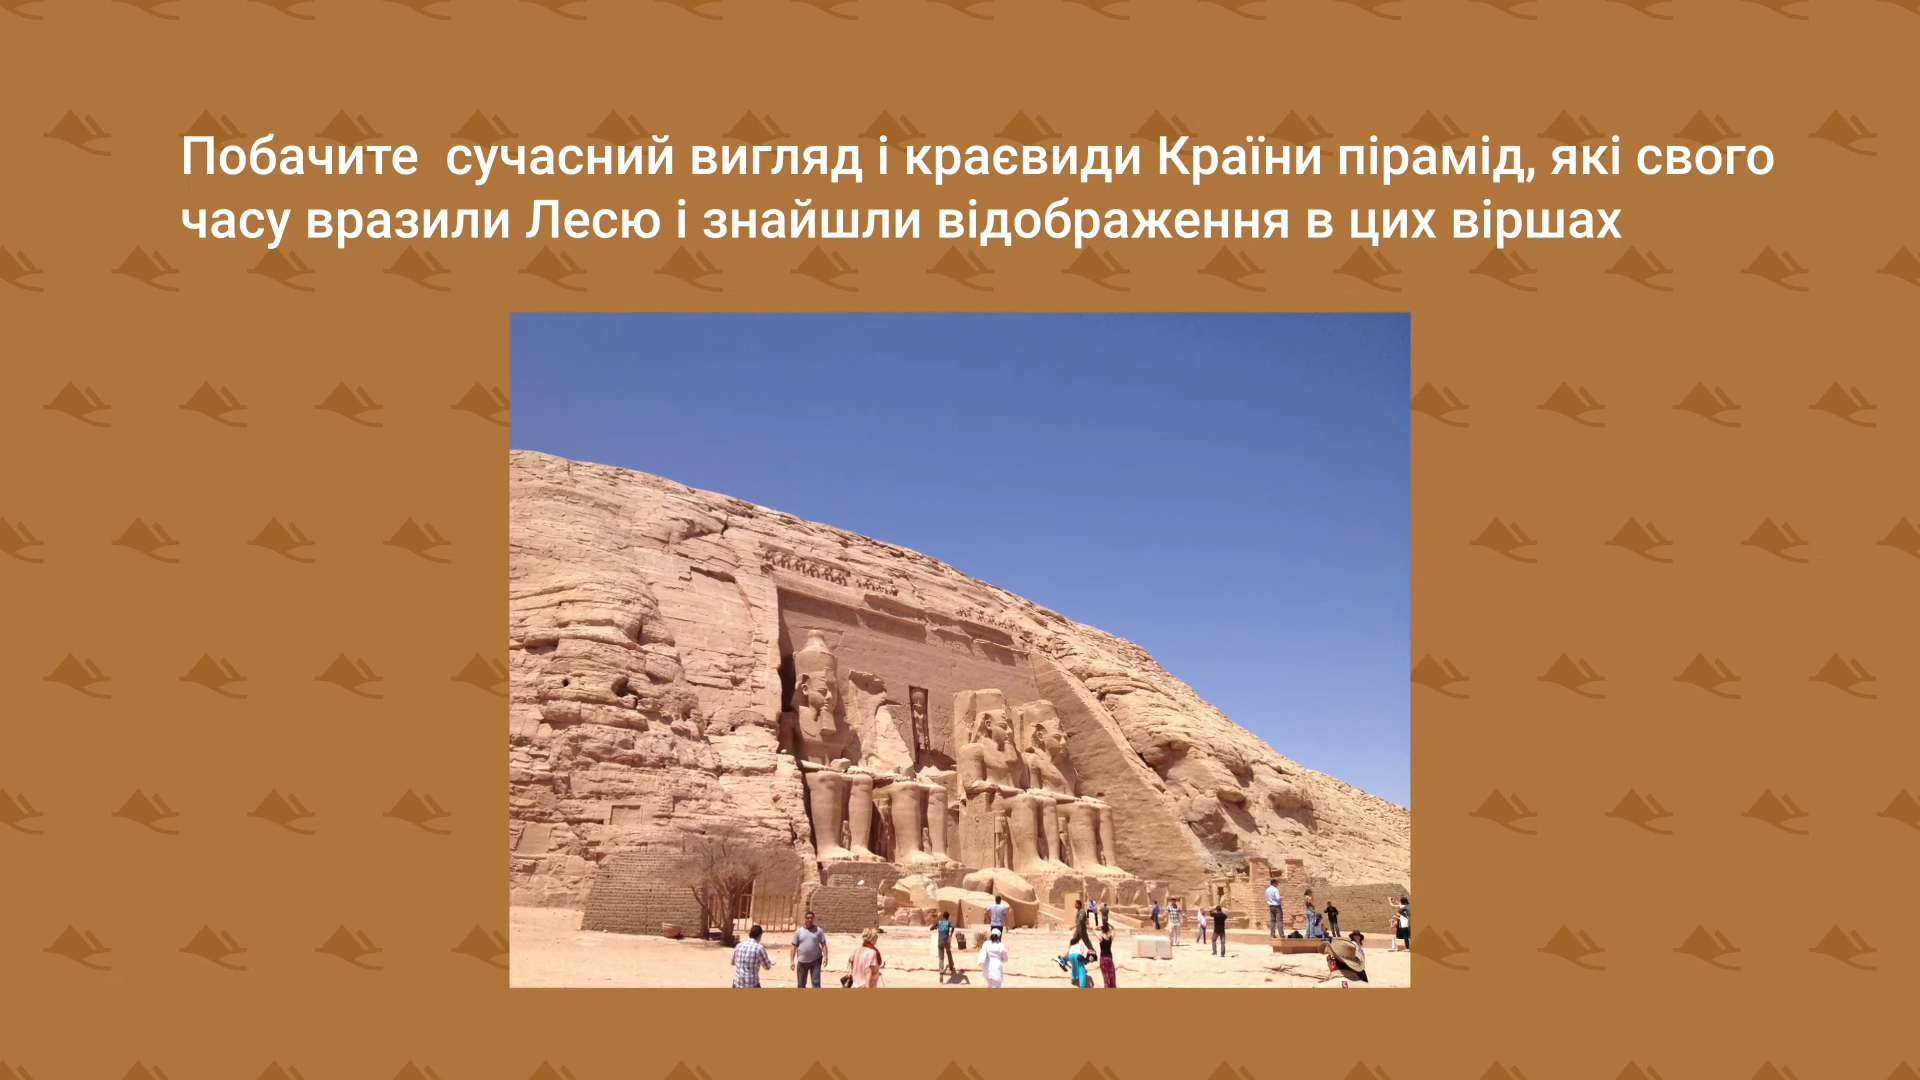 Побачите  сучасний вигляд і краєвиди Країни пірамід, які свого
часу вразили Лесю і знайшли відображення в цих віршах